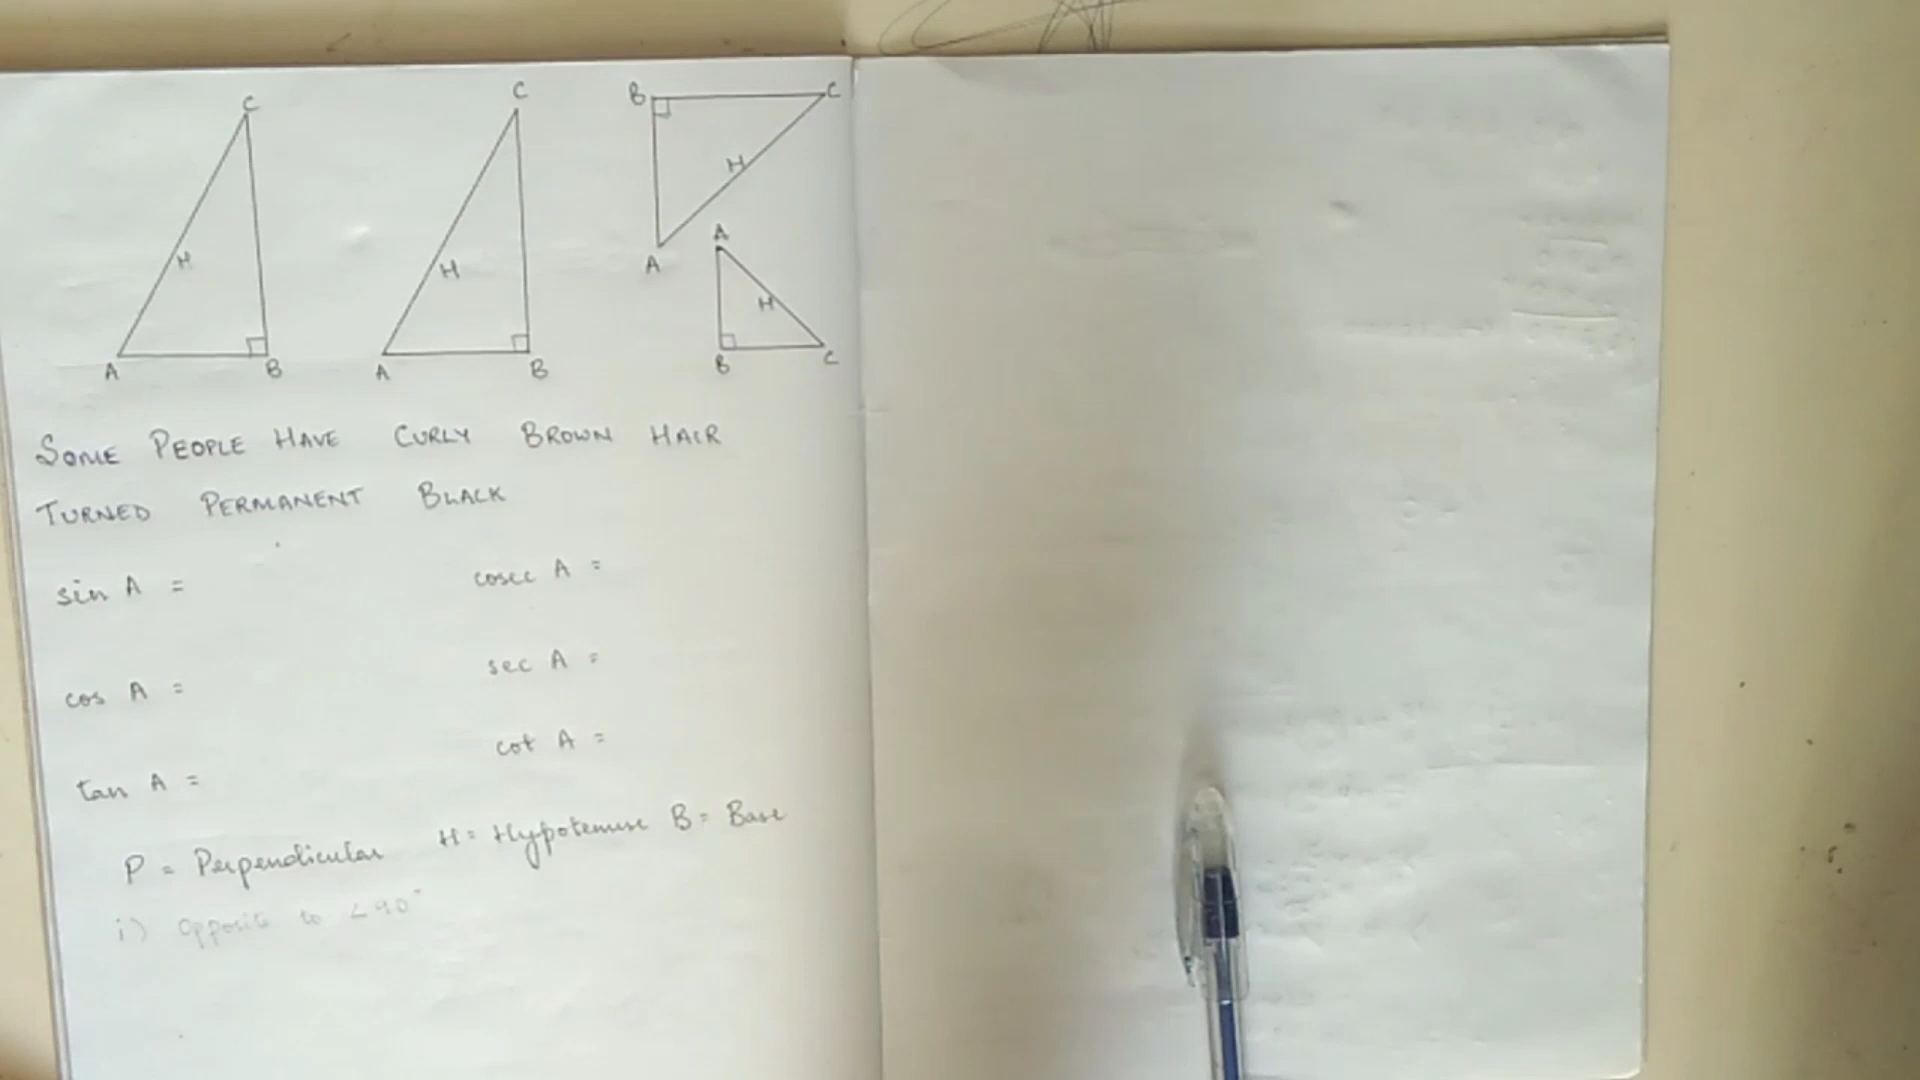 C
C
B C
H
A
A
H
H
H
A B
A B
B C
SOME PEOPLE HAVE CURLY BROWN HAIR
TURNED PERMANENT BLACK
sin A = cosec A =
cos A = sec A =
tan A = cot A =
P = Perpendicular H = Hypotenuse B = Base
i) opposite to ∠90°